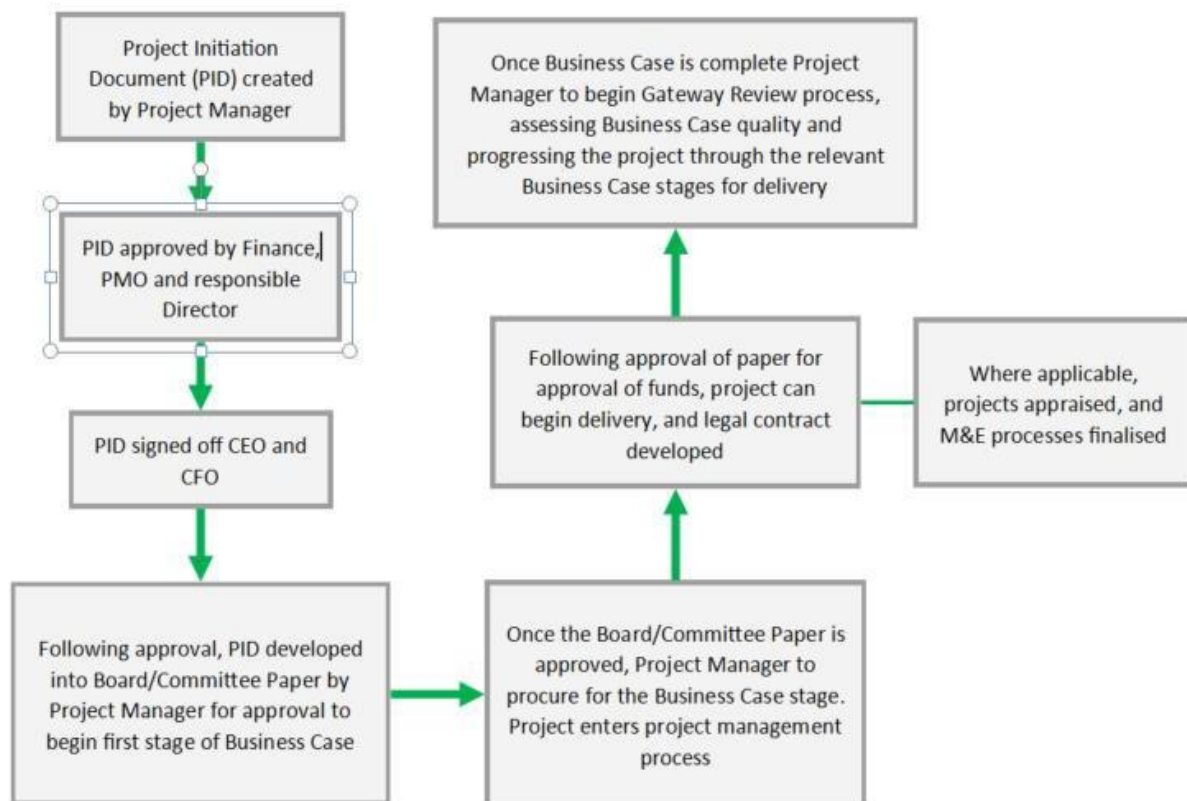 Project Initiation
Document (PID) created
by Project Manager
PID approved by Finance,
PMO and responsible
Director
PID signed off CEO and
CFO
Following approval, PID developed
into Board/Committee Paper by
Project Manager for approval to
begin first stage of Business Case
Once the Board/Committee Paper is
approved, Project Manager to
procure for the Business Case stage.
Project enters project management
process
Following approval of paper for
approval of funds, project can
begin delivery, and legal contract
developed
Where applicable,
projects appraised, and
M&E processes finalised
Once Business Case is complete Project
Manager to begin Gateway Review process,
assessing Business Case quality and
progressing the project through the relevant
Business Case stages for delivery